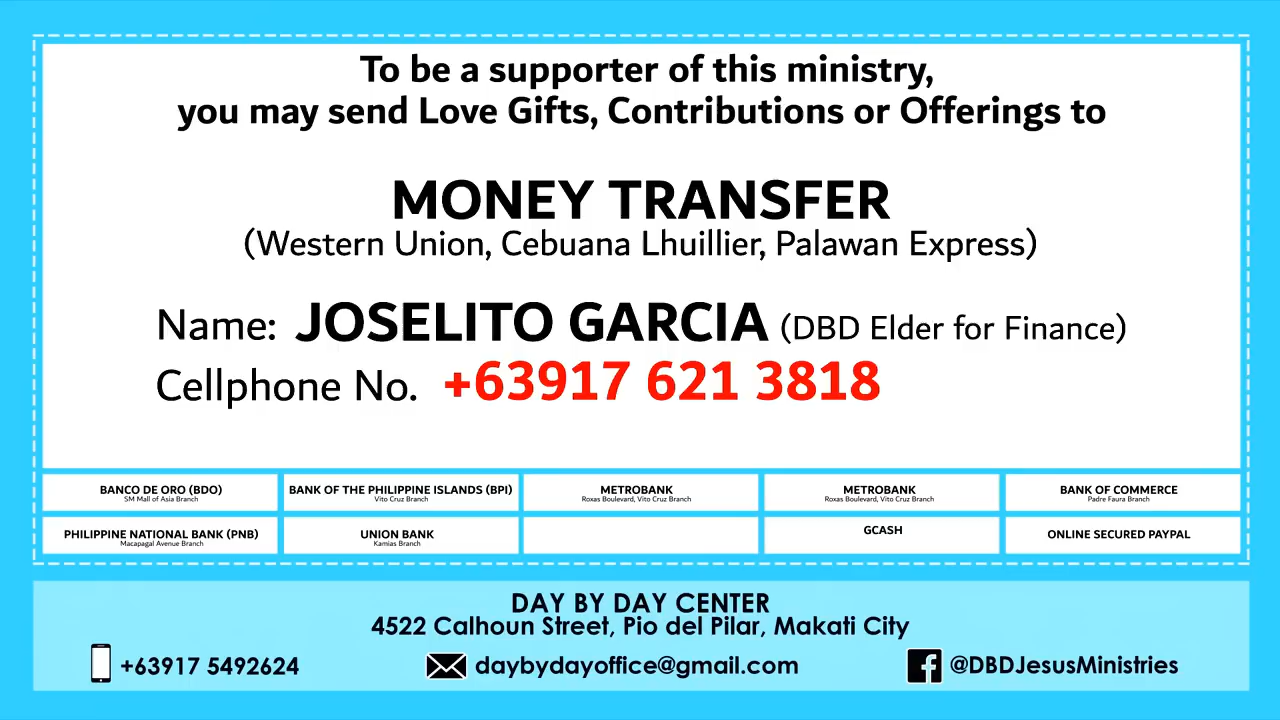 To be a supporter of this ministry,
you may send Love Gifts, Contributions or Offerings to
MONEY TRANSFER
(Western Union, Cebuana Lhuillier, Palawan Express)
Name: JOSELITO GARCIA (DBD Elder for Finance)
Cellphone No. +63917 621 3818
BANCO DE ORO (BDO)
SM Mall of Asia Branch
BANK OF THE PHILIPPINE ISLANDS (BPI)
Vito Cruz Branch
METROBANK
Roxas Boulevard, Vito Cruz Branch
METROBANK
Roxas Boulevard, Vito Cruz Branch
BANK OF COMMERCE
Padre Faura Branch
PHILIPPINE NATIONAL BANK (PNB)
Macapagal Avenue Branch
UNION BANK
Kamias Branch
GCASH
ONLINE SECURED PAYPAL
DAY BY DAY CENTER
4522 Calhoun Street, Pio del Pilar, Makati City
+63917 5492624
daybydayoffice@gmail.com
@DBDJesusMinistries